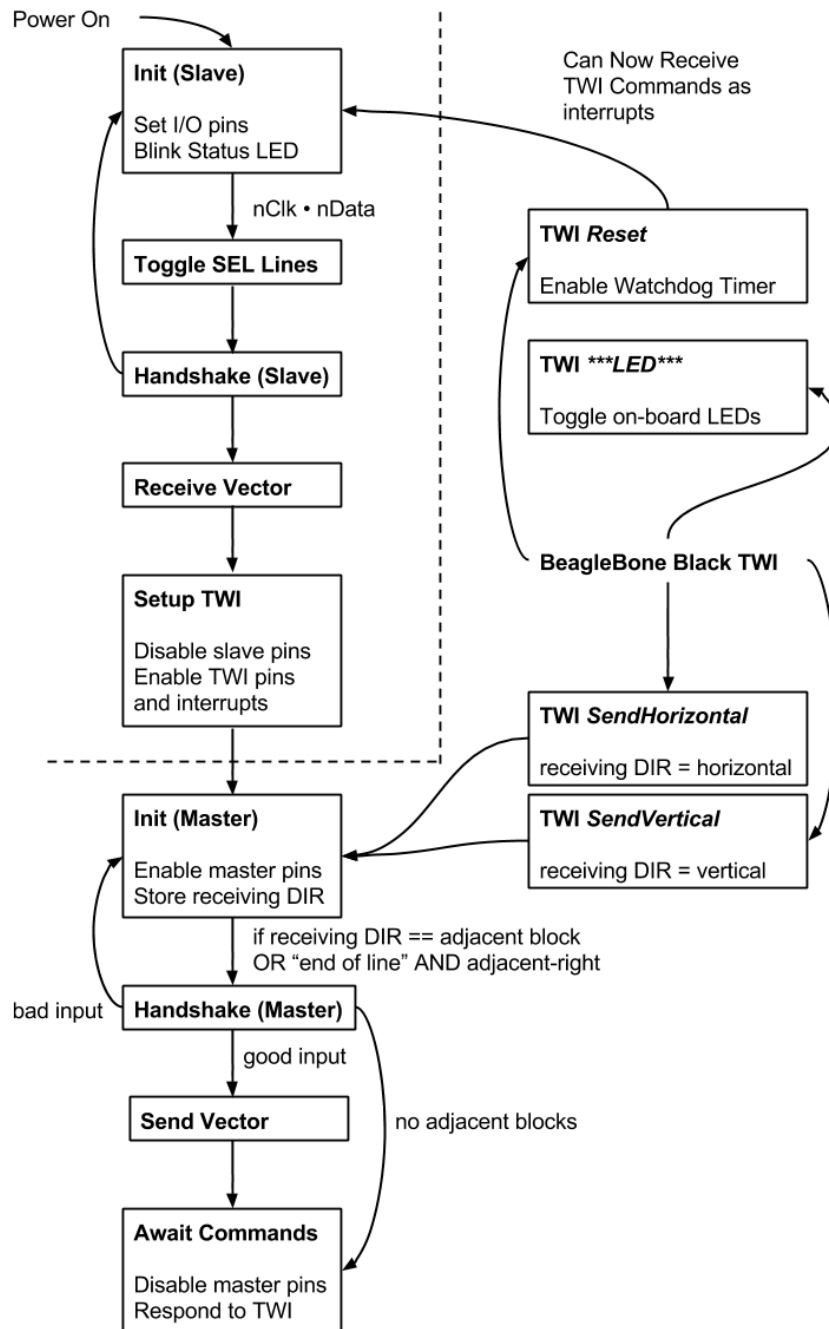 Power On
Init (Slave)
Set I/O pins
Blink Status LED
nClk • nData
Toggle SEL Lines
Handshake (Slave)
Receive Vector
Setup TWI
Disable slave pins
Enable TWI pins
and interrupts
Can Now Receive
TWI Commands as
interrupts
TWI Reset
Enable Watchdog Timer
TWI ***LED***
Toggle on-board LEDs
BeagleBone Black TWI
TWI SendHorizontal
receiving DIR = horizontal
TWI SendVertical
receiving DIR = vertical
Init (Master)
Enable master pins
Store receiving DIR
if receiving DIR == adjacent block
OR “end of line” AND adjacent-right
bad input
Handshake (Master)
good input
Send Vector
no adjacent blocks
Await Commands
Disable master pins
Respond to TWI